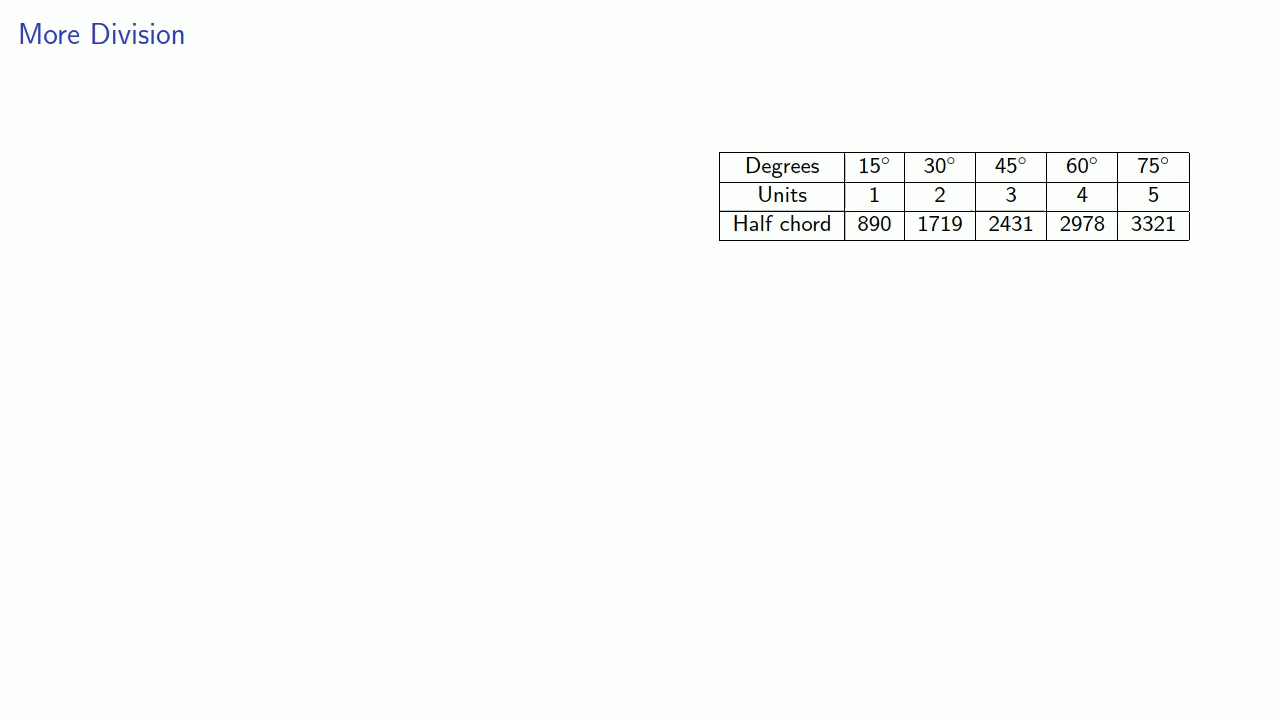 More Division
Degrees 15° 30° 45° 60° 75°
Units 1 2 3 4 5
Half chord 890 1719 2431 2978 3321